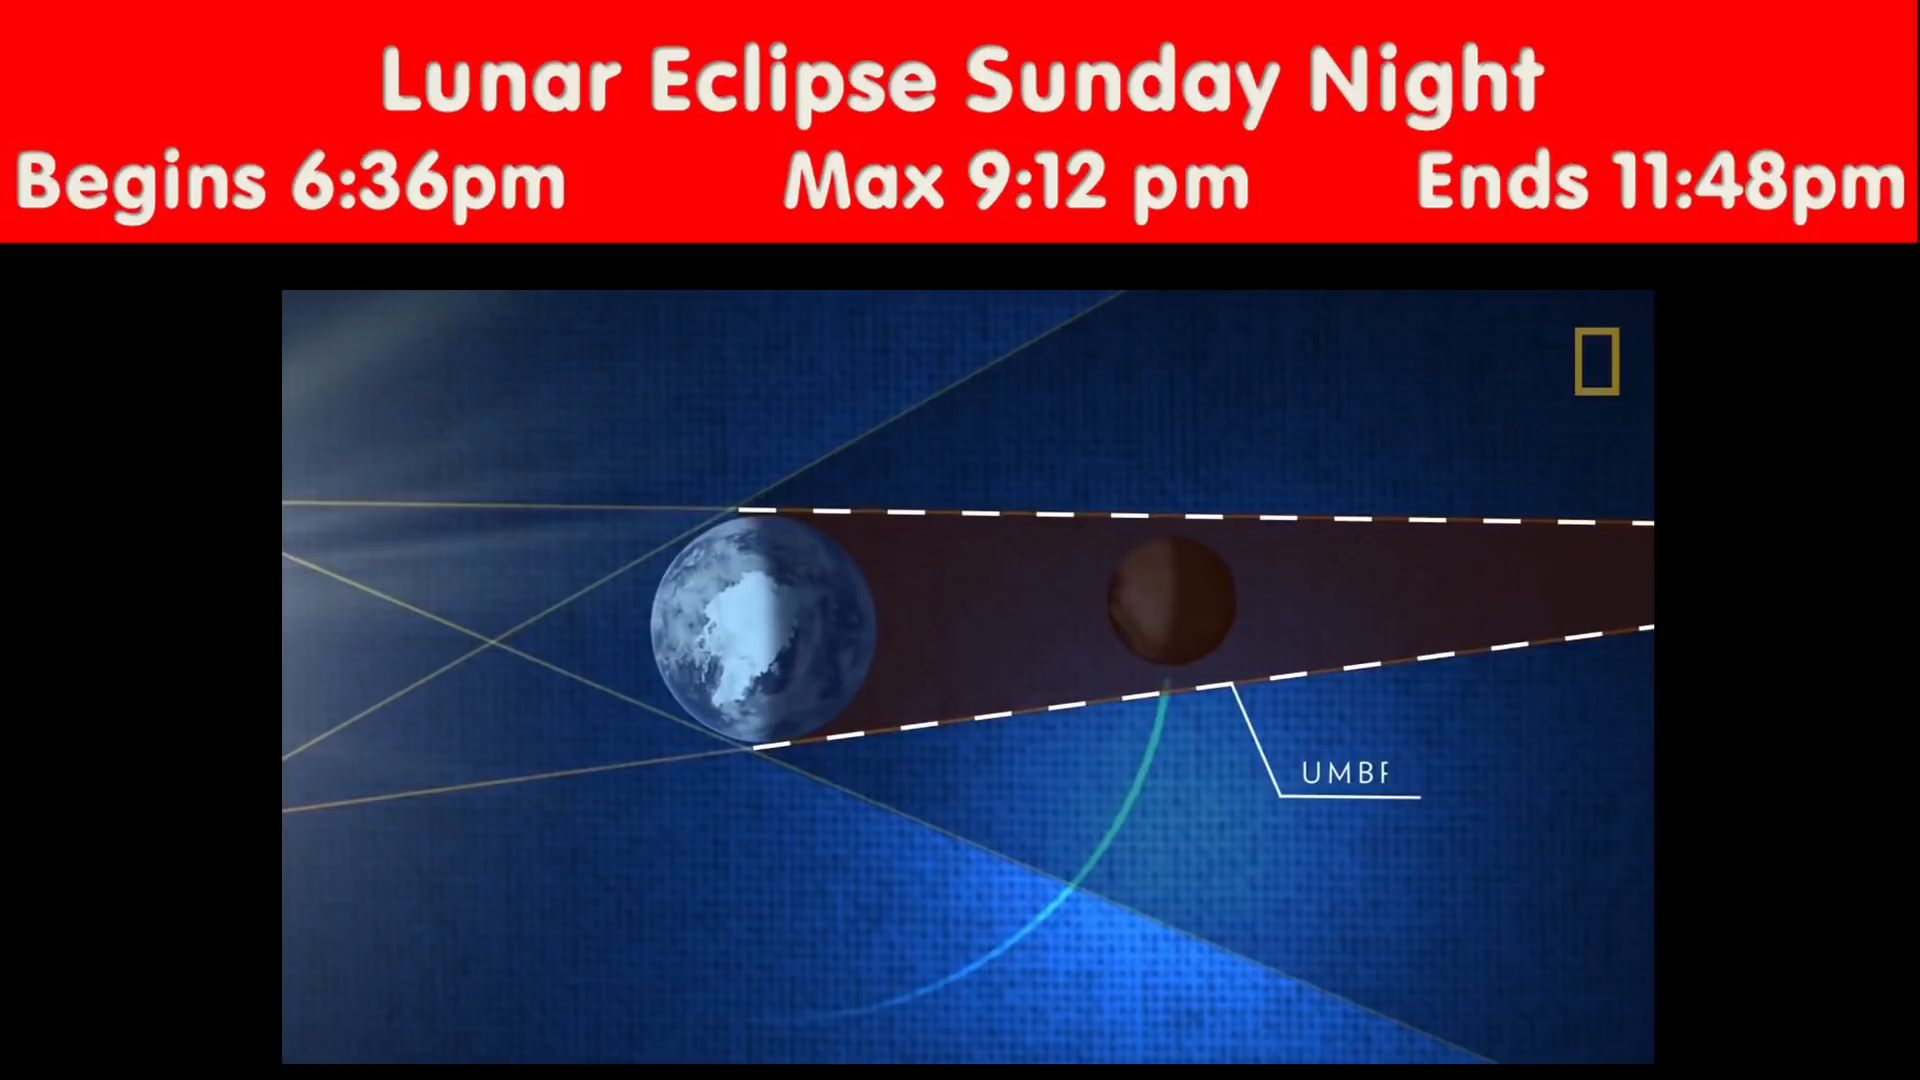 Lunar Eclipse Sunday Night
Begins 6:36pm Max 9:12 pm Ends 11:48pm
UMBF